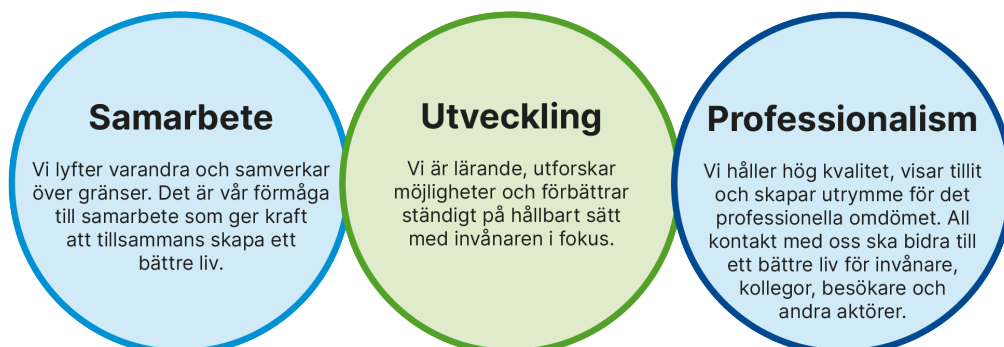 Samarbete
Vi lyfter varandra och samverkar
över gränser. Det är vår förmåga
till samarbete som ger kraft
att tillsammans skapa ett
bättre liv.
Utveckling
Vi är lärande, utforskar
möjligheter och förbättrar
ständigt på hållbart sätt
med invånaren i fokus.
Professionalism
Vi håller hög kvalitet, visar tillit
och skapar utrymme för det
professionella omdömet. All
kontakt med oss ska bidra till
ett bättre liv för invånare,
kollegor, besökare och
andra aktörer.